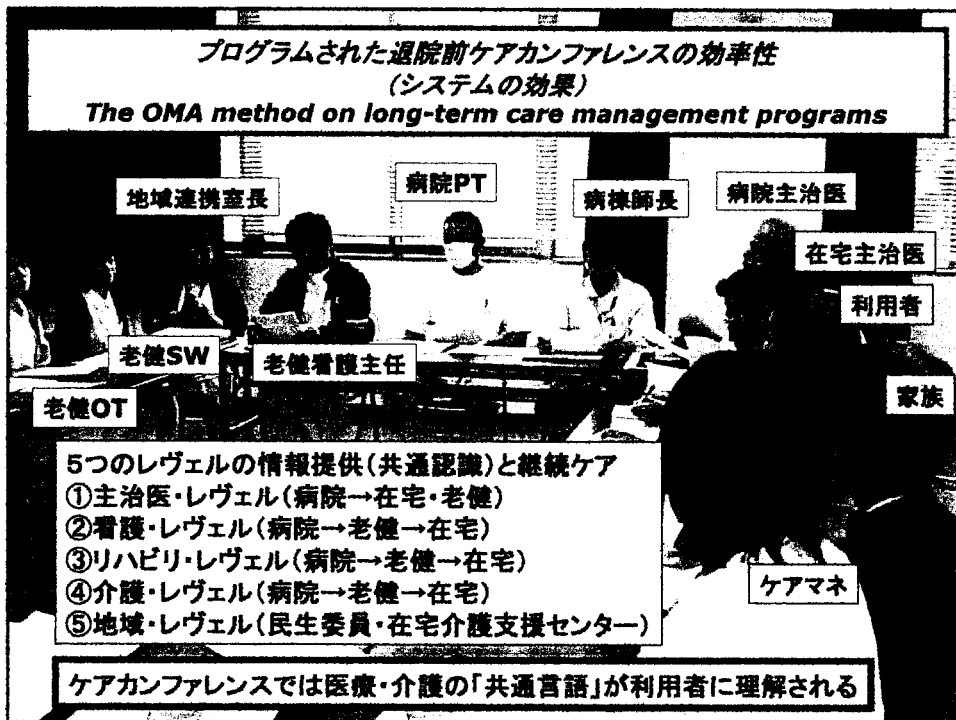 プログラムされた退院前ケアカンファレンスの効率性
(システムの効果)
The OMA method on long-term care management programs
地域連携室長
病院PT
病棟師長
病院主治医
在宅主治医
利用者
老健SW
老健看護主任
老健OT
家族
5つのレヴェルの情報提供(共通認識)と継続ケア
①主治医・レヴェル(病院→在宅・老健)
②看護・レヴェル(病院→老健→在宅)
③リハビリ・レヴェル(病院→老健→在宅)
④介護・レヴェル(病院→老健→在宅)
⑤地域・レヴェル(民生委員・在宅介護支援センター)
ケアマネ
ケアカンファレンスでは医療・介護の「共通言語」が利用者に理解される